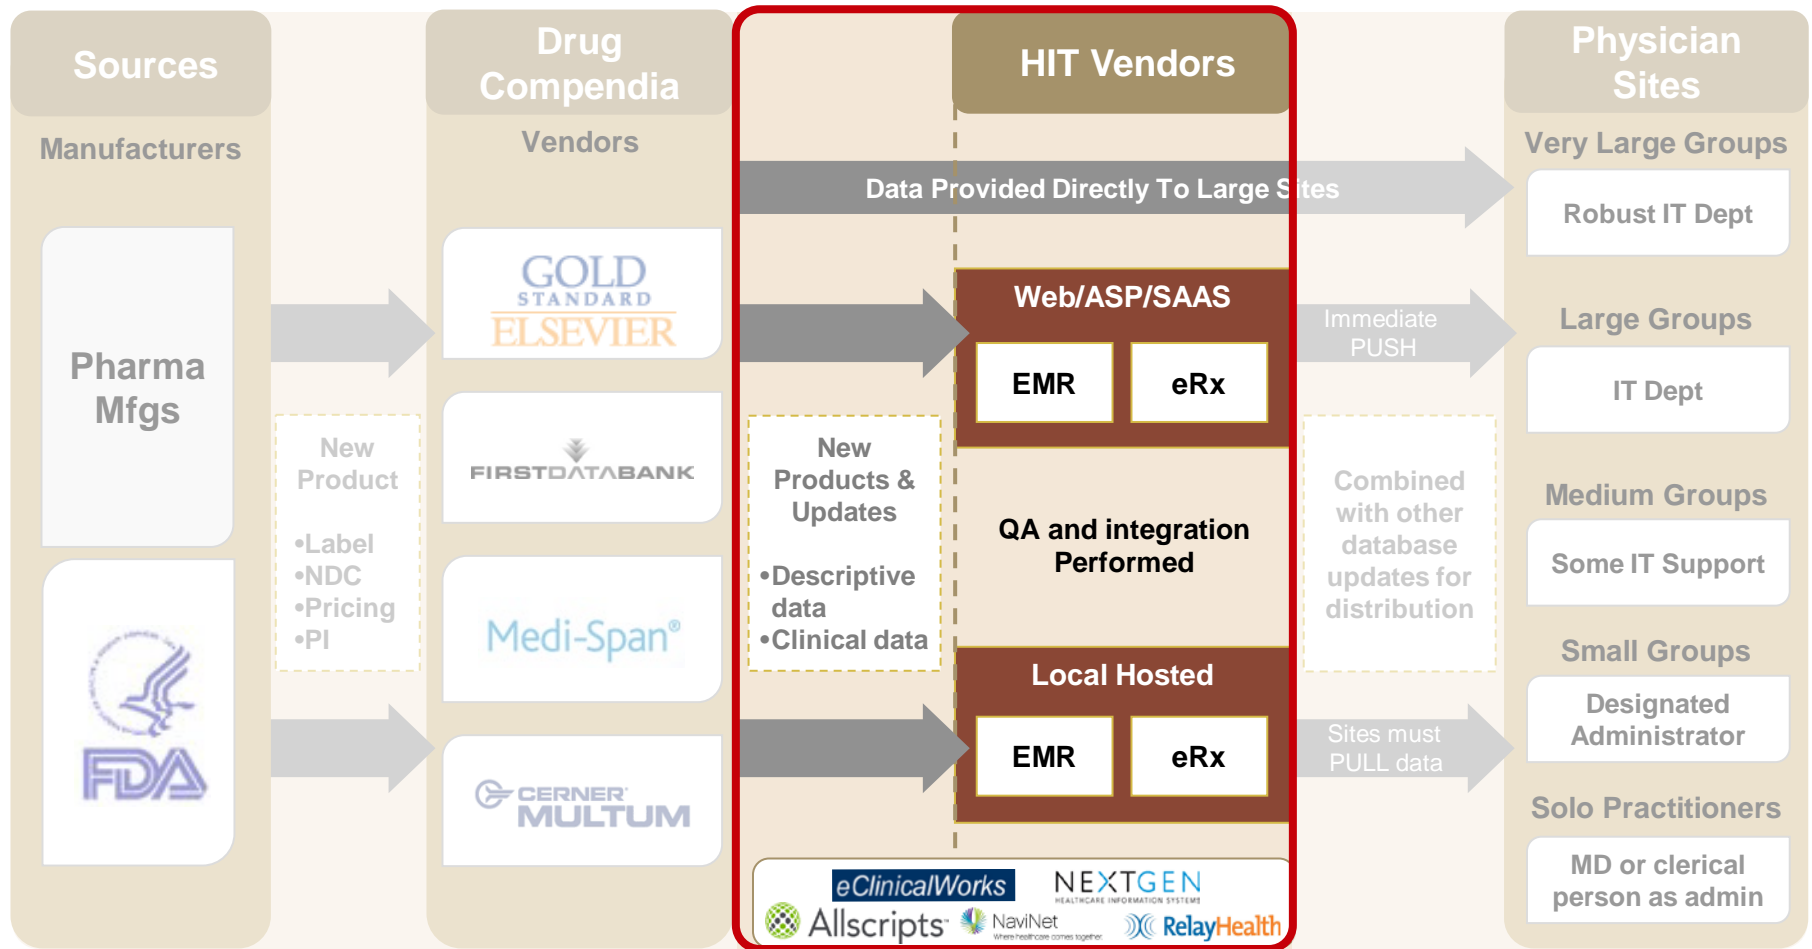 Sources
Manufacturers
Pharma
Mfgs
FDA
New
Product
•Label
•NDC
•Pricing
•PI
Drug
Compendia
Vendors
GOLD
STANDARD
ELSEVIER
FIRSTDATABANK
Medi-Span®
CERNER
MULTUM
HIT Vendors
Data Provided Directly To Large Sites
New
Products &
Updates
•Descriptive
data
•Clinical data
Web/ASP/SAAS
EMR
eRx
QA and integration
Performed
Local Hosted
EMR
eRx
eClinicalWorks
NEXTGEN
HEALTHCARE INFORMATION SYSTEMS
Allscripts™
NaviNet
Where healthcare comes together.
RelayHealth
Immediate
PUSH
Combined
with other
database
updates for
distribution
Sites must
PULL data
Physician
Sites
Very Large Groups
Robust IT Dept
Large Groups
IT Dept
Medium Groups
Some IT Support
Small Groups
Designated
Administrator
Solo Practitioners
MD or clerical
person as admin